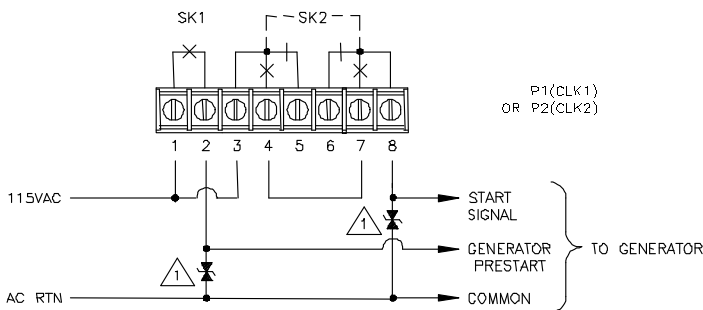 SK1
SK2
P1(CLK1)
OR P2(CLK2)
1 2 3 4 5 6 7 8
115VAC
START
SIGNAL
1
GENERATOR
PRESTART
TO GENERATOR
1
AC RTN
COMMON